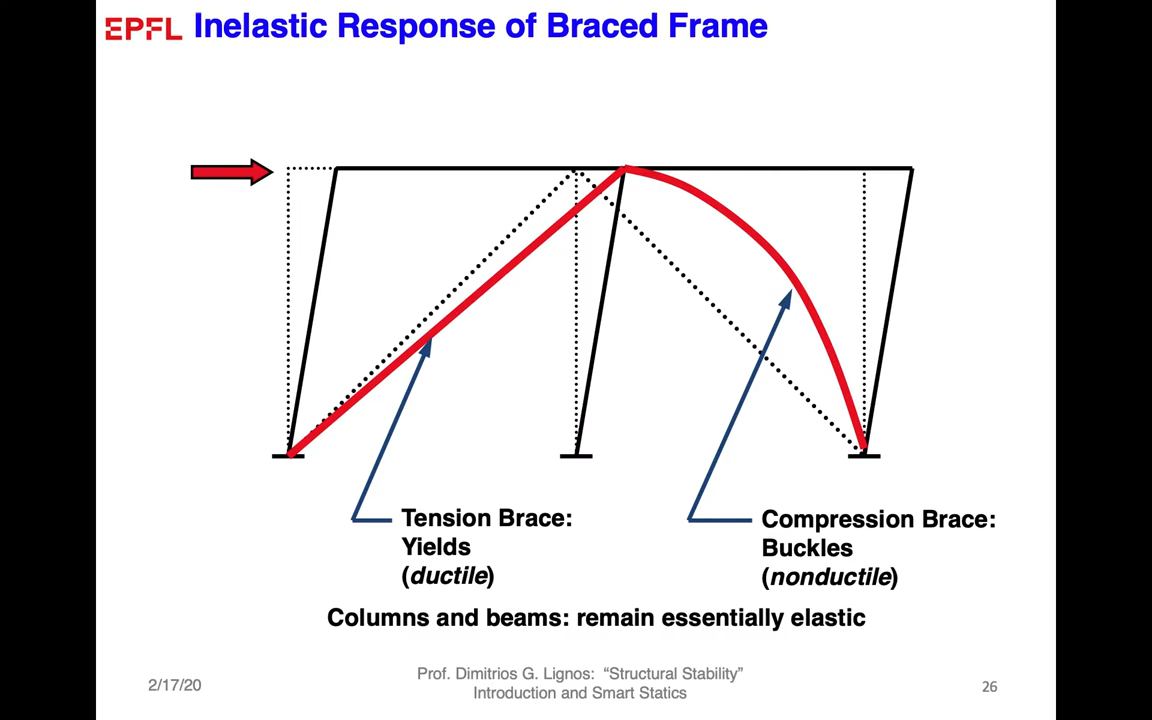 EPFL Inelastic Response of Braced Frame
Tension Brace:
Yields
(ductile)
Compression Brace:
Buckles
(nonductile)
Columns and beams: remain essentially elastic
2/17/20
Prof. Dimitrios G. Lignos: “Structural Stability”
Introduction and Smart Statics
26